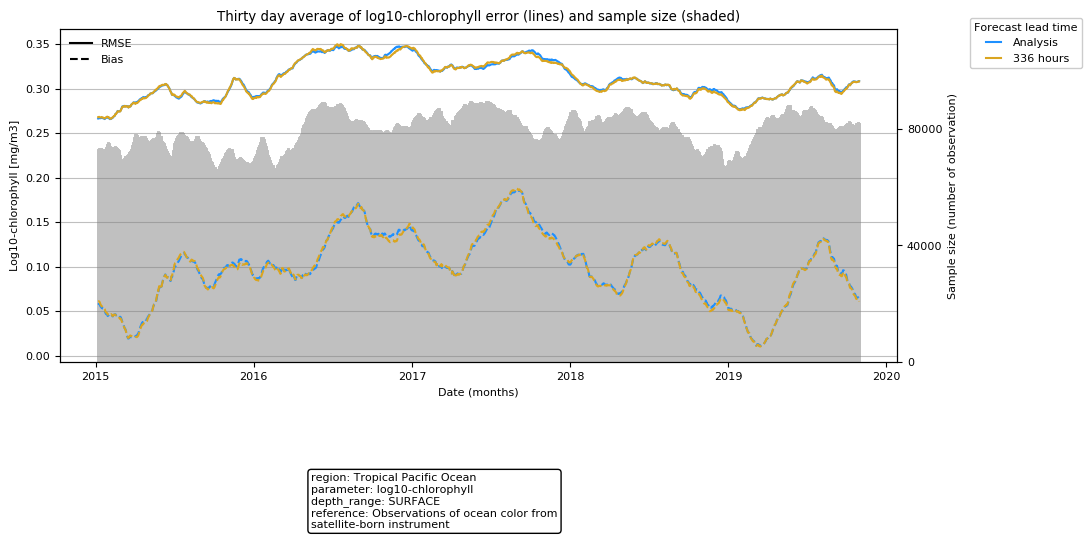 Thirty day average of log10-chlorophyll error (lines) and sample size (shaded)
Forecast lead time
Analysis
336 hours
RMSE
Bias
0.35
0.30
0.25
0.20
0.15
0.10
0.05
0.00
Log10-chlorophyll [mg/m3]
80000
40000
0
Sample size (number of observation)
2015
2016
2017
2018
2019
2020
Date (months)
region: Tropical Pacific Ocean
parameter: log10-chlorophyll
depth_range: SURFACE
reference: Observations of ocean color from
satellite-born instrument